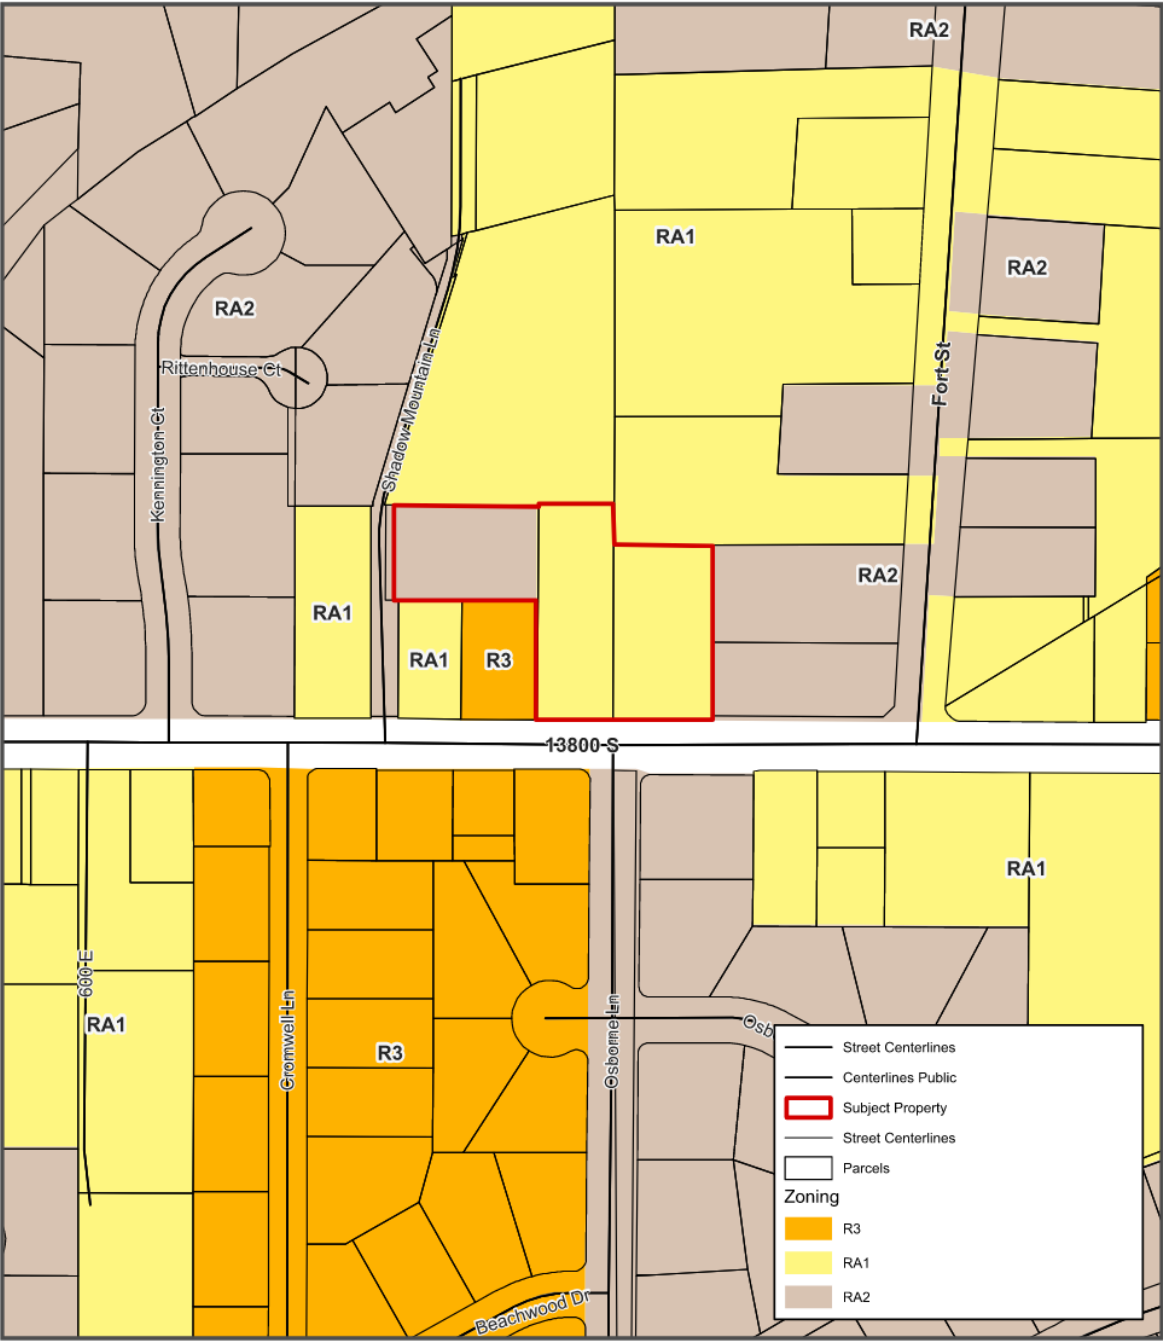 RA2
RA1
RA2
RA2
Fort St
Rittenhouse Ct
Shadow Mountain Ln
Kennington Ct
RA2
RA1
RA1
R3
13800 S
RA1
600 E
Cromwell Ln
Osborne Ln
Osb
RA1
R3
Beachwood Dr
Street Centerlines
Centerlines Public
Subject Property
Street Centerlines
Parcels
Zoning
R3
RA1
RA2